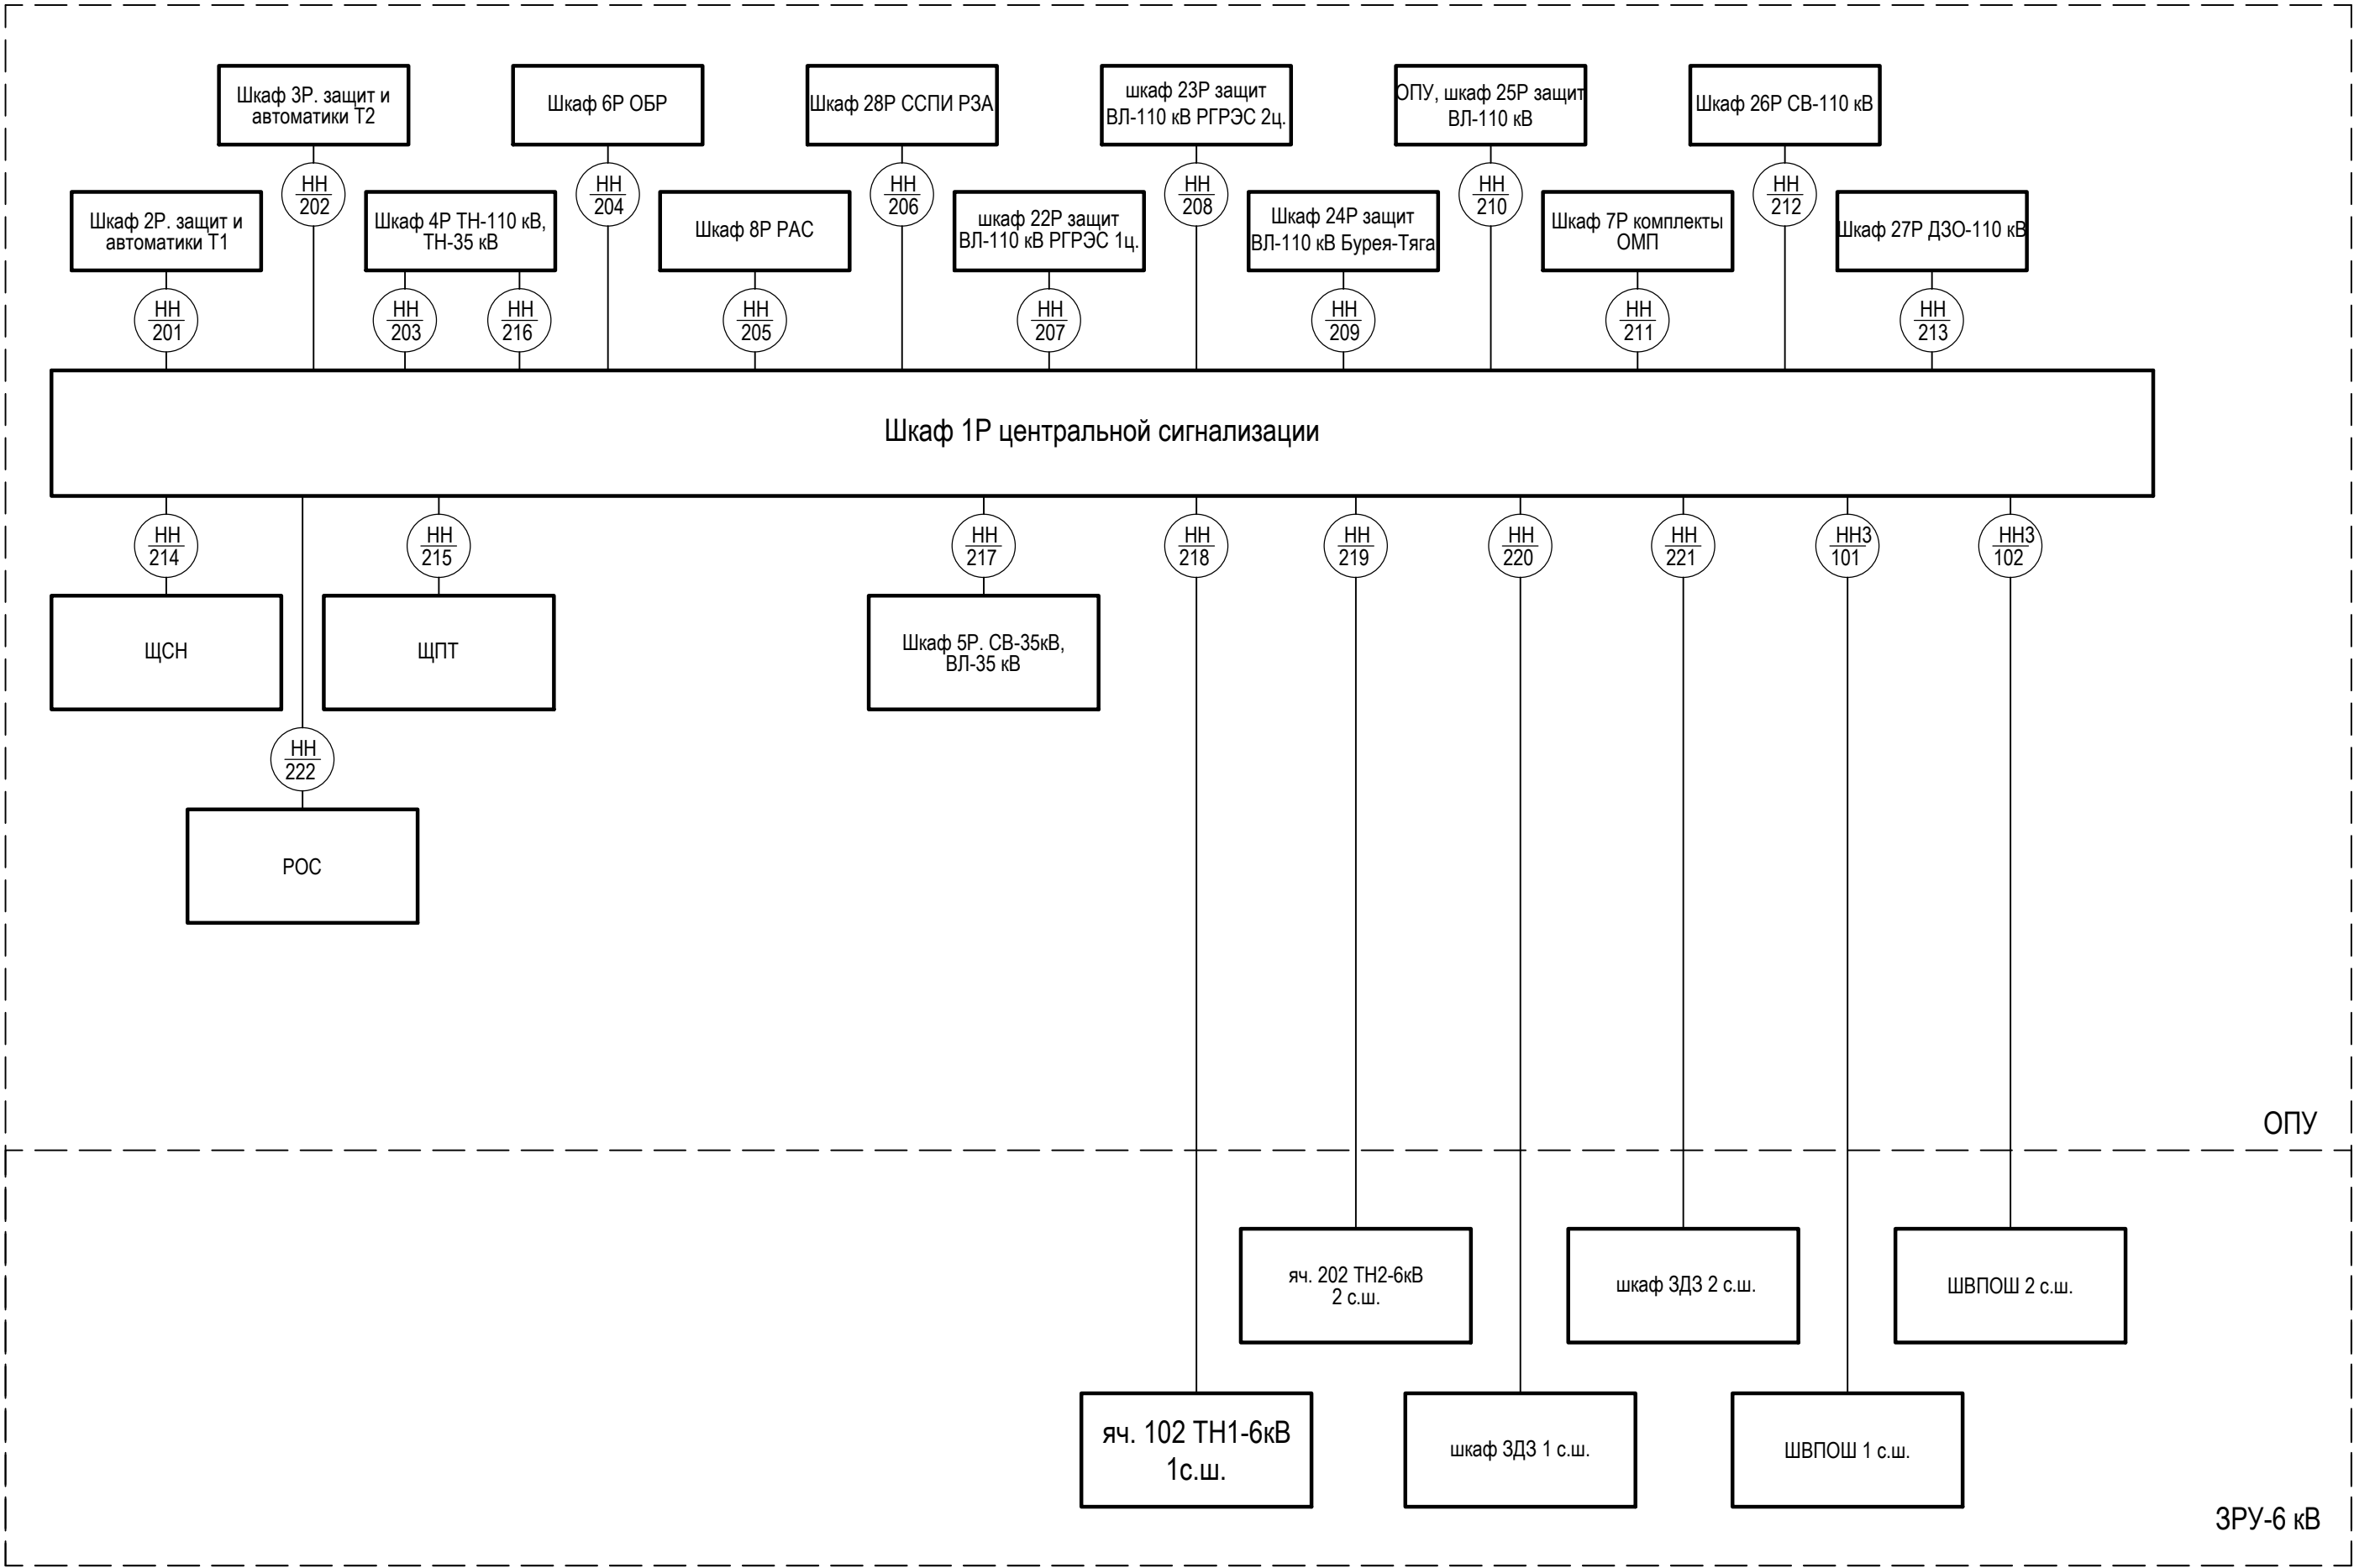 Шкаф 3Р. защит и
автоматики Т2
Шкаф 6Р ОБР
Шкаф 28Р ССПИ РЗА
шкаф 23Р защит
ВЛ-110 кВ РГРЭС 2ц.
ОПУ, шкаф 25Р защит
ВЛ-110 кВ
Шкаф 26Р СВ-110 кВ
НН
202
НН
204
НН
206
НН
208
НН
210
НН
212
Шкаф 2Р. защит и
автоматики Т1
Шкаф 4Р ТН-110 кВ,
ТН-35 кВ
Шкаф 8Р РАС
шкаф 22Р защит
ВЛ-110 кВ РГРЭС 1ц.
Шкаф 24Р защит
ВЛ-110 кВ Бурея-Тяга
Шкаф 7Р комплекты
ОМП
Шкаф 27Р ДЗО-110 кВ
НН
201
НН
203
НН
216
НН
205
НН
207
НН
209
НН
211
НН
213
Шкаф 1Р центральной сигнализации
НН
214
НН
215
НН
217
НН
218
НН
219
НН
220
НН
221
НН3
101
НН3
102
ЩСН
ЩПТ
Шкаф 5Р. СВ-35кВ,
ВЛ-35 кВ
НН
222
РОС
ОПУ
яч. 202 ТН2-6кВ
2 с.ш.
шкаф ЗДЗ 2 с.ш.
ШВПОШ 2 с.ш.
яч. 102 ТН1-6кВ
1с.ш.
шкаф ЗДЗ 1 с.ш.
ШВПОШ 1 с.ш.
ЗРУ-6 кВ